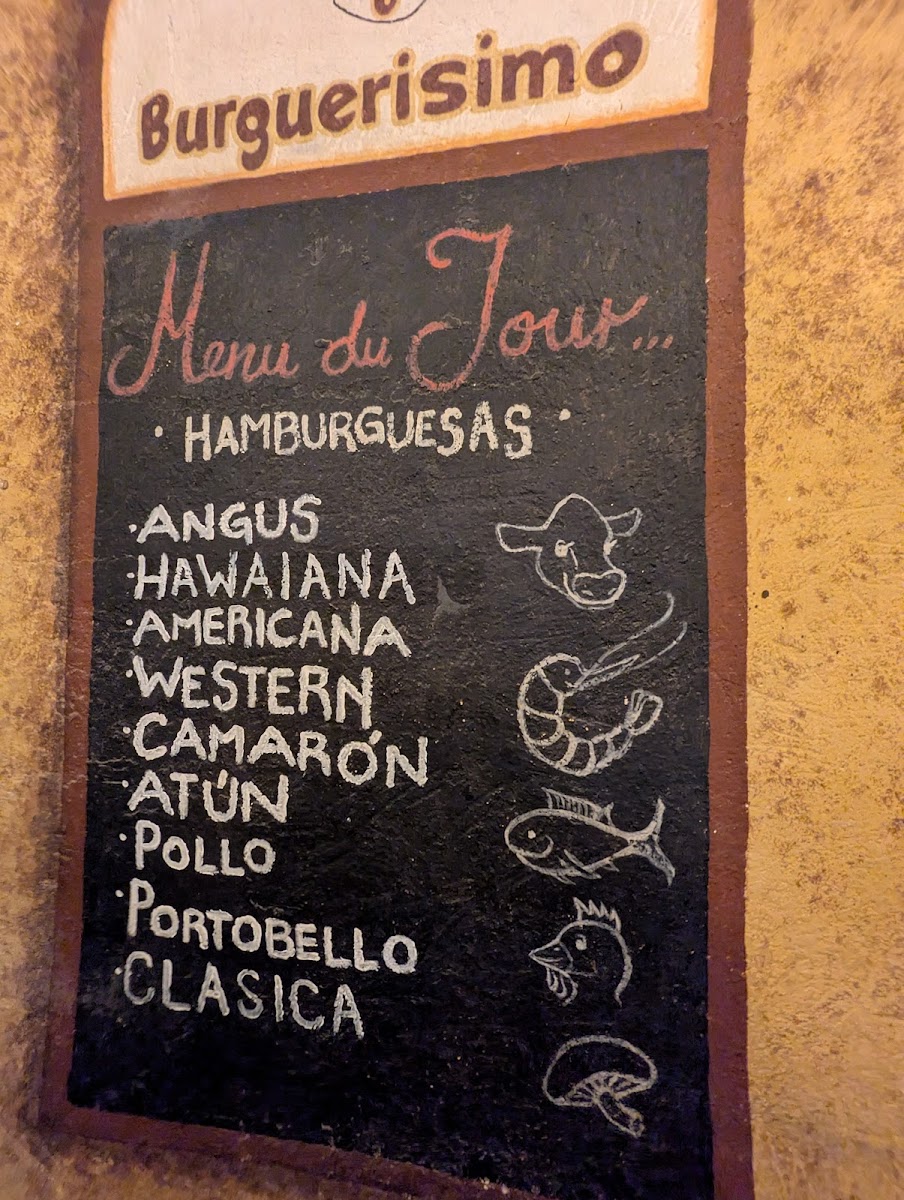 Burguerisimo
Menu du Jour...
· HAMBURGUESAS ·
·ANGUS
·HAWAIANA
·AMERICANA
·WESTERN
·CAMARÓN
·ATÚN
·POLLO
·PORTOBELLO
·CLASICA